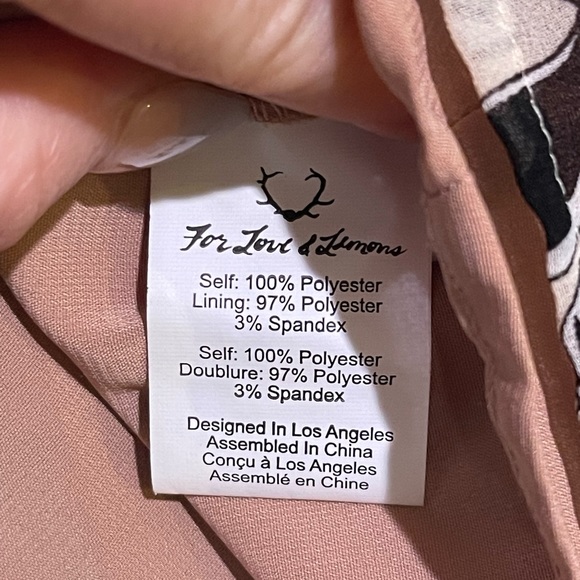 For Love & Lemons
Self: 100% Polyester
Lining: 97% Polyester
3% Spandex
Self: 100% Polyester
Doublure: 97% Polyester
3% Spandex
Designed In Los Angeles
Assembled In China
Conçu à Los Angeles
Assemblé en Chine